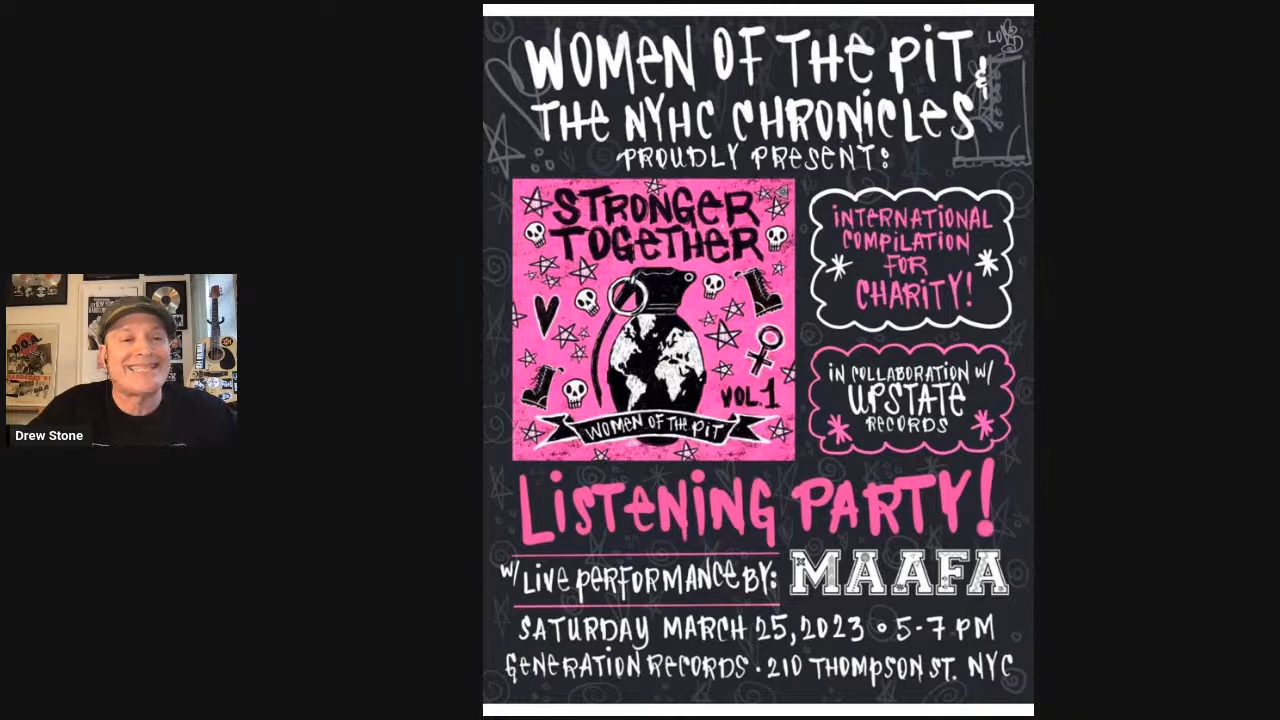 WOMEN OF THE PIT &
THE NYHC CHRONICLES
PROUDLY PRESENT:
STRONGER
TOGETHER
VOL.1
WOMEN OF THE PIT
INTERNATIONAL
COMPILATION
FOR
CHARITY!
IN COLLABORATION W/
UPSTATE
RECORDS
LISTENING PARTY!
W/ LIVE PERFORMANCE BY: MAAFA
SATURDAY MARCH 25, 2023 • 5-7 PM
GENERATION RECORDS • 210 THOMPSON ST. NYC
D.O.A.
HARDCORE 81
Drew Stone